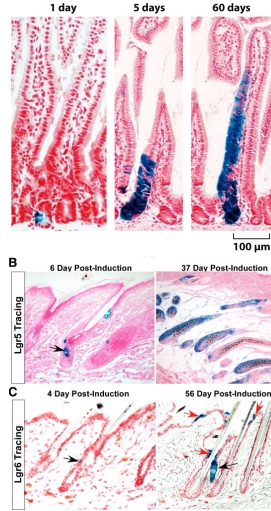 1 day 5 days 60 days
100 μm
B 6 Day Post-Induction 37 Day Post-Induction
Lgr5 Tracing
C 4 Day Post-Induction 56 Day Post-Induction
Lgr6 Tracing